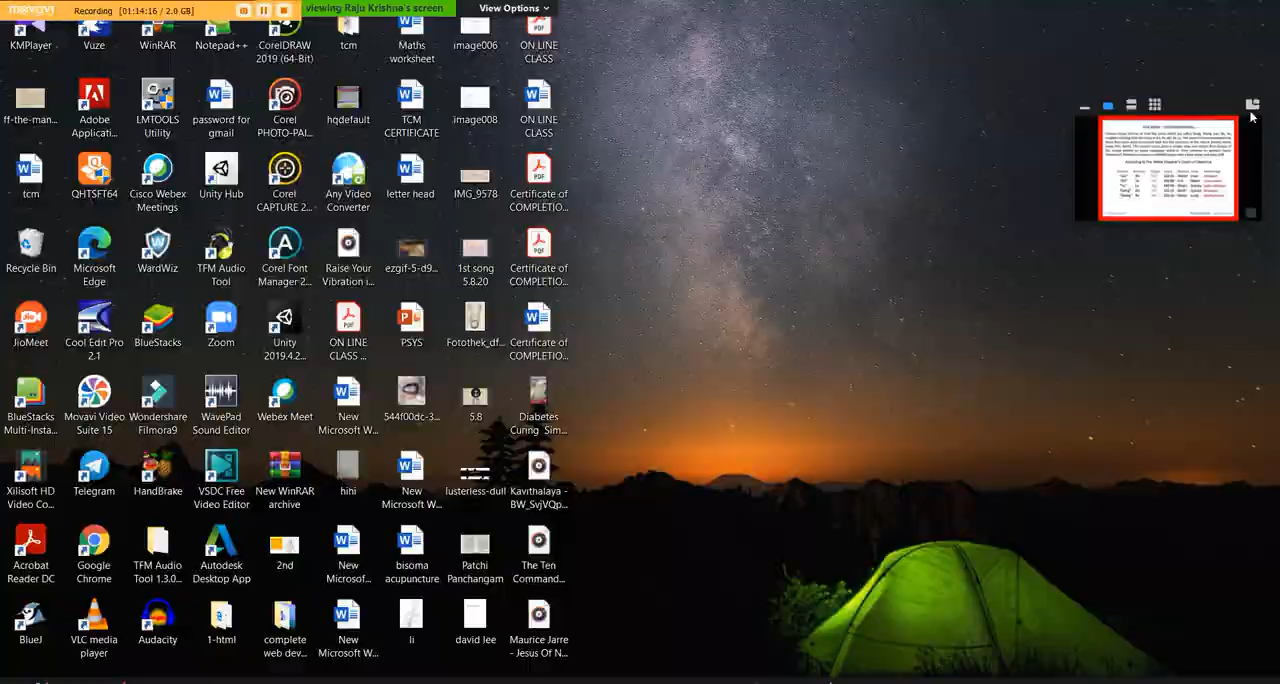 movavi Recording [01:14:16 / 2.0 GB] viewing Raju Krishna's screen View Options
KMPlayer Vuze WinRAR Notepad++ CorelDRAW 2019 (64-Bit) tcm Maths worksheet image006 ON LINE CLASS
ff-the-man... Adobe Applicati... LMTOOLS Utility password for gmail Corel PHOTO-PAI... hqdefault TCM CERTIFICATE image008 ON LINE CLASS
tcm QHTSFT64 Cisco Webex Meetings Unity Hub Corel CAPTURE 2... Any Video Converter letter head IMG_9578 Certificate of COMPLETIO...
Recycle Bin Microsoft Edge WardWiz TFM Audio Tool Corel Font Manager 2... Raise Your Vibration i... ezgif-5-d9... 1st song 5.8.20 Certificate of COMPLETIO...
JioMeet Cool Edit Pro 2.1 BlueStacks Zoom Unity 2019.4.2... ON LINE CLASS ... PSYS Fotothek_df... Certificate of COMPLETIO...
BlueStacks Multi-Insta... Movavi Video Suite 15 Wondershare Filmora9 WavePad Sound Editor Webex Meet New Microsoft W... 544f00dc-3... 5.8 Diabetes Curing Sim...
Xilisoft HD Video Co... Telegram HandBrake VSDC Free Video Editor New WinRAR archive hihi New Microsoft W... lusterless-dull Kavithalaya - BW_SvjVQp...
Acrobat Reader DC Google Chrome TFM Audio Tool 1.3.0... Autodesk Desktop App 2nd New Microsof... bisoma acupuncture Patchi Panchangam The Ten Command...
BlueJ VLC media player Audacity 1-html complete web dev... New Microsoft W... li david lee Maurice Jarre - Jesus Of N...